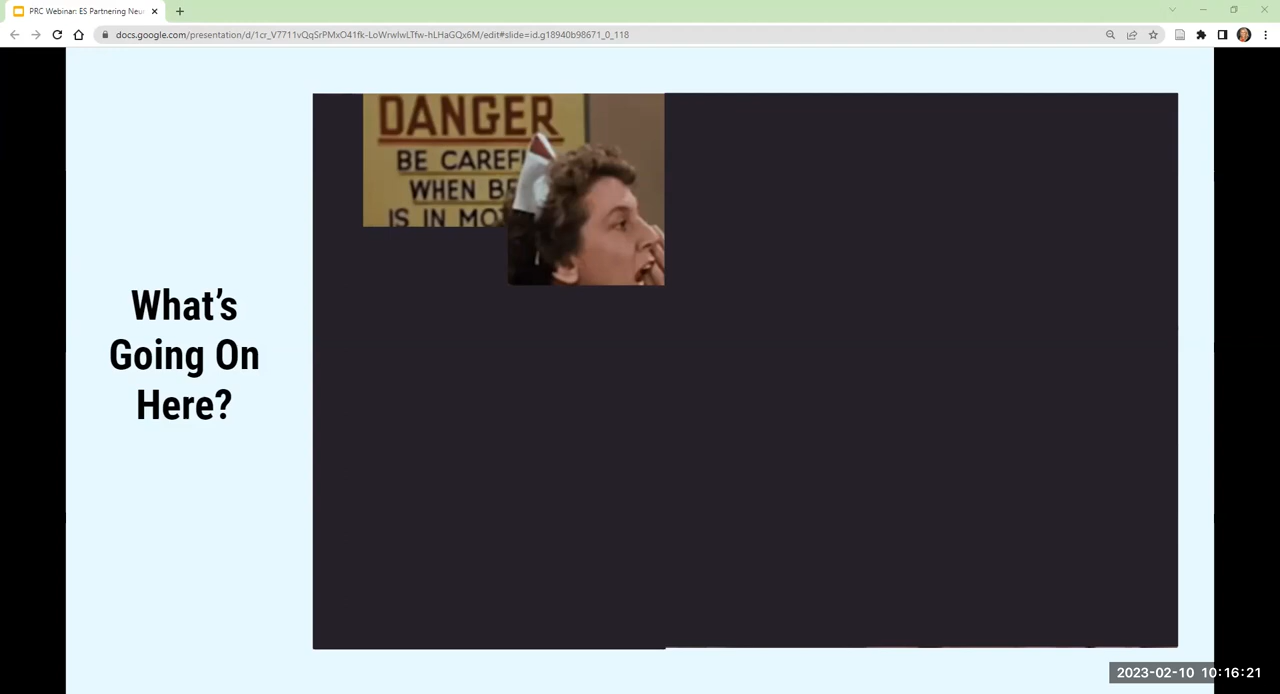 PRC Webinar: ES Partnering Neu
docs.google.com/presentation/d/1cr_V7711vQqSrPMxO41fk-LoWrwlwLTfw-hLHaGQx6M/edit#slide=id.g18940b98671_0_118
DANGER
BE CAREF
WHEN BE
IS IN MO
What's
Going On
Here?
2023-02-10 10:16:21